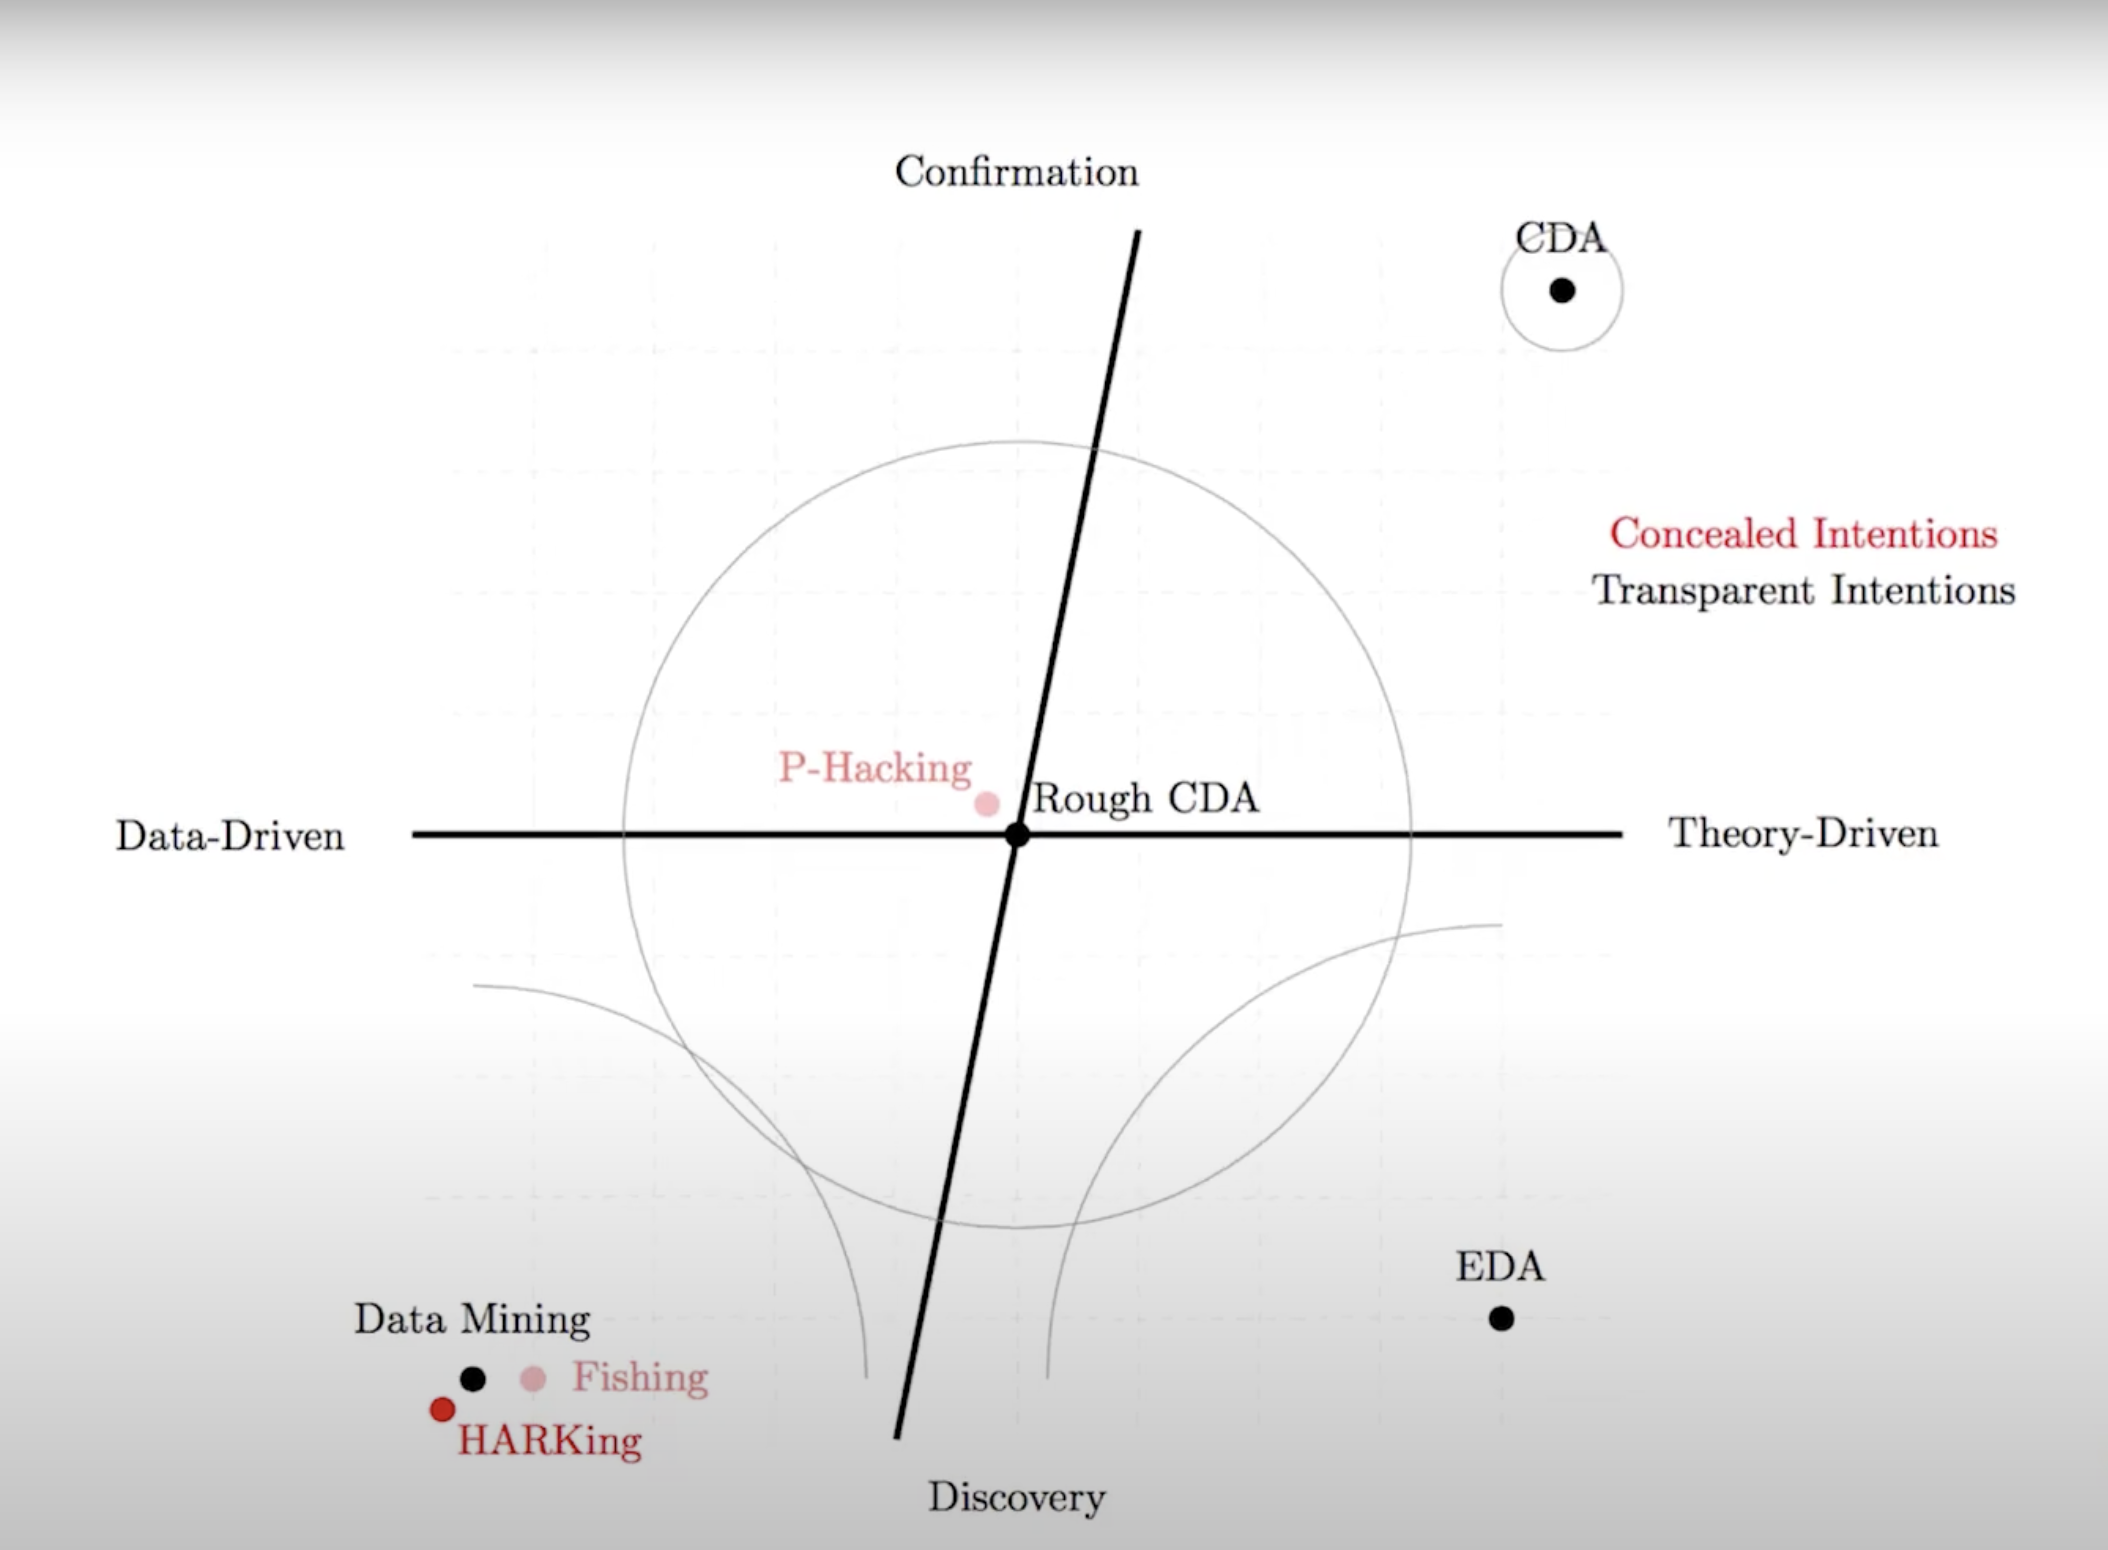 Confirmation
CDA
Concealed Intentions
Transparent Intentions
P-Hacking
Rough CDA
Data-Driven
Theory-Driven
EDA
Data Mining
Fishing
HARKing
Discovery